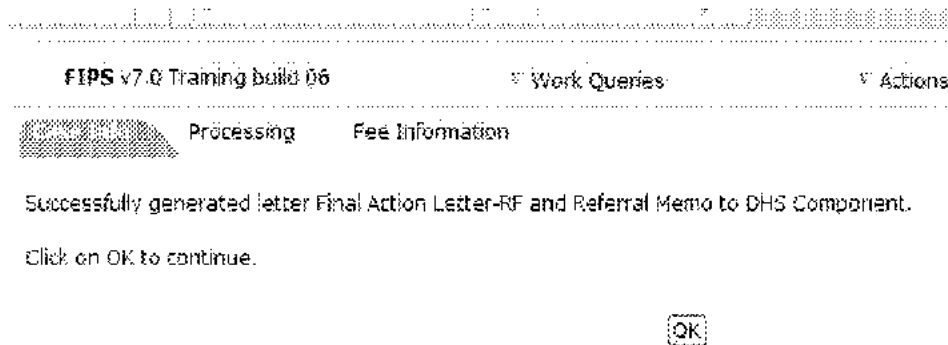 FIPS v7.0 Training build 06 Work Queries Actions
Processing Fee Information
Successfully generated letter Final Action Letter-RF and Referral Memo to DHS Component.
Click on OK to continue.
OK